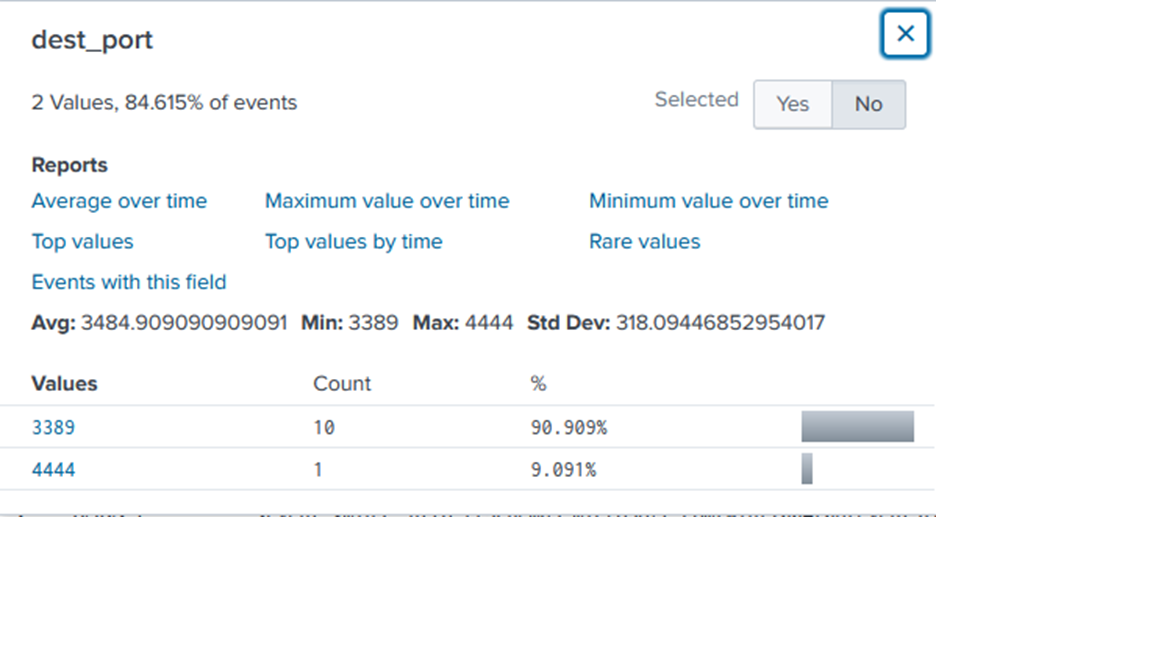 dest_port
2 Values, 84.615% of events
Selected Yes No
Reports
Average over time Maximum value over time Minimum value over time
Top values Top values by time Rare values
Events with this field
Avg: 3484.909090909091 Min: 3389 Max: 4444 Std Dev: 318.09446852954017
Values Count %
3389 10 90.909%
4444 1 9.091%